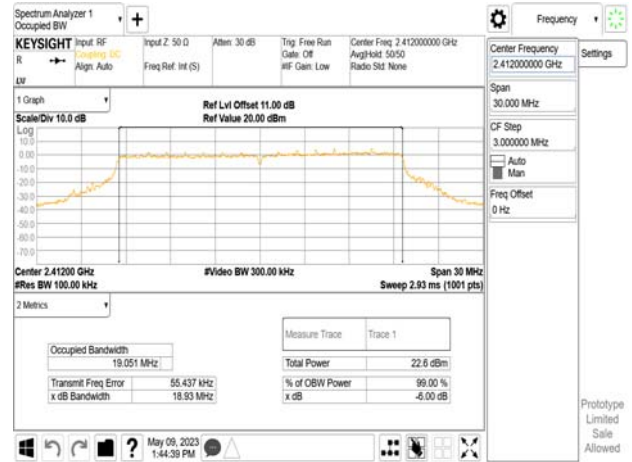 Spectrum Analyzer 1
Occupied BW
Frequency
KEYSIGHT Input: RF Input Z: 50 Ω Atten: 30 dB Trig: Free Run Center Freq: 2.412000000 GHz
R Coupling: DC Gate: Off Avg|Hold: 50/50
Align: Auto Freq Ref: Int (S) #IF Gain: Low Radio Std: None
LU
Center Frequency
2.412000000 GHz
Settings
Span
30.000 MHz
CF Step
3.000000 MHz
Auto
Man
Freq Offset
0 Hz
1 Graph
Ref Lvl Offset 11.00 dB
Scale/Div 10.0 dB Ref Value 20.00 dBm
Log
10.0
0.00
-10.0
-20.0
-30.0
-40.0
-50.0
-60.0
-70.0
Center 2.41200 GHz #Video BW 300.00 kHz Span 30 MHz
#Res BW 100.00 kHz Sweep 2.93 ms (1001 pts)
2 Metrics
Measure Trace Trace 1
Occupied Bandwidth
19.051 MHz
Total Power 22.6 dBm
Transmit Freq Error 55.437 kHz % of OBW Power 99.00 %
x dB Bandwidth 18.93 MHz x dB -6.00 dB
Prototype
Limited
Sale
Allowed
May 09, 2023
1:44:39 PM